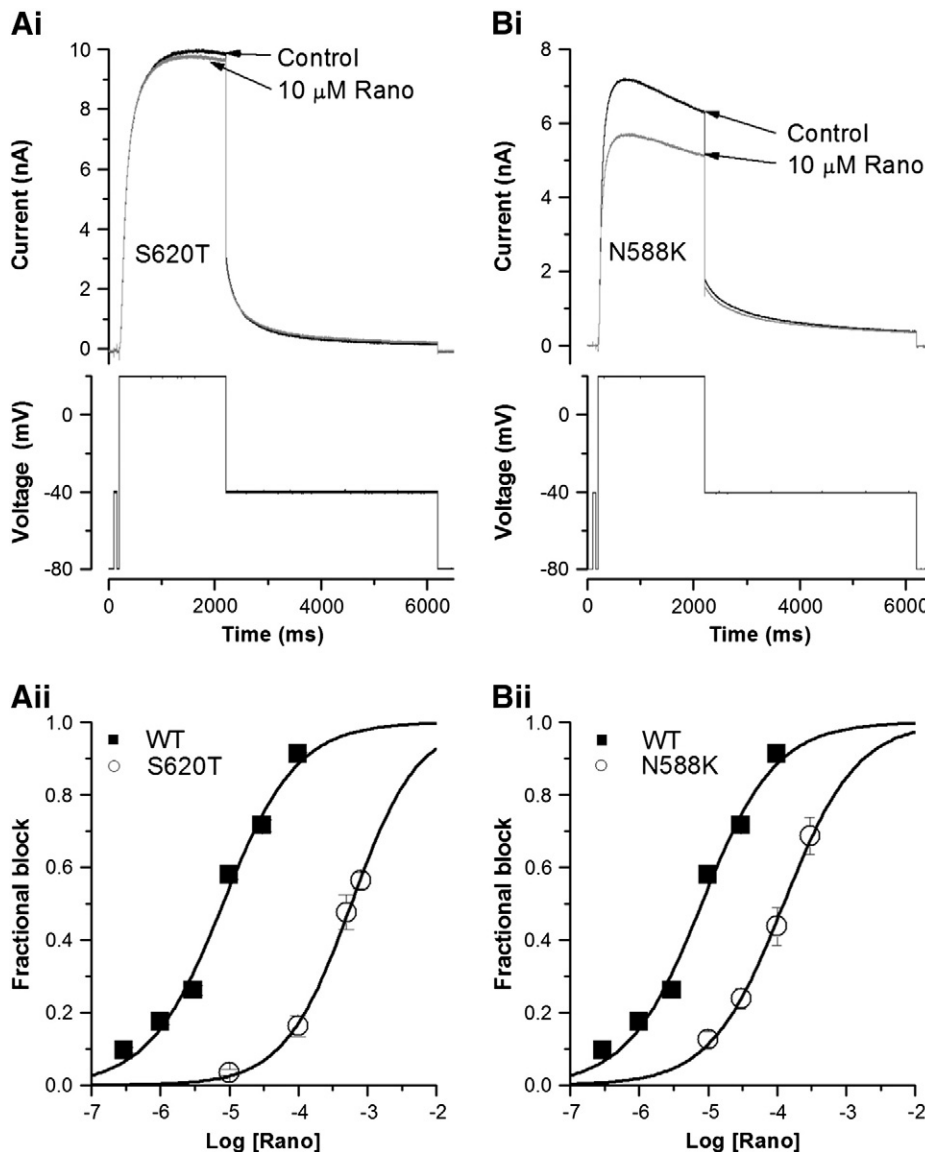 Ai
10
8
6
4
2
0
Current (nA)
Control
10 µM Rano
S620T
0
-40
-80
Voltage (mV)
0 2000 4000 6000
Time (ms)
Bi
8
6
4
2
0
Current (nA)
Control
10 µM Rano
N588K
0
-40
-80
Voltage (mV)
0 2000 4000 6000
Time (ms)
Aii
1.0
0.8
0.6
0.4
0.2
0.0
Fractional block
WT
S620T
-7 -6 -5 -4 -3 -2
Log [Rano]
Bii
1.0
0.8
0.6
0.4
0.2
0.0
Fractional block
WT
N588K
-7 -6 -5 -4 -3 -2
Log [Rano]